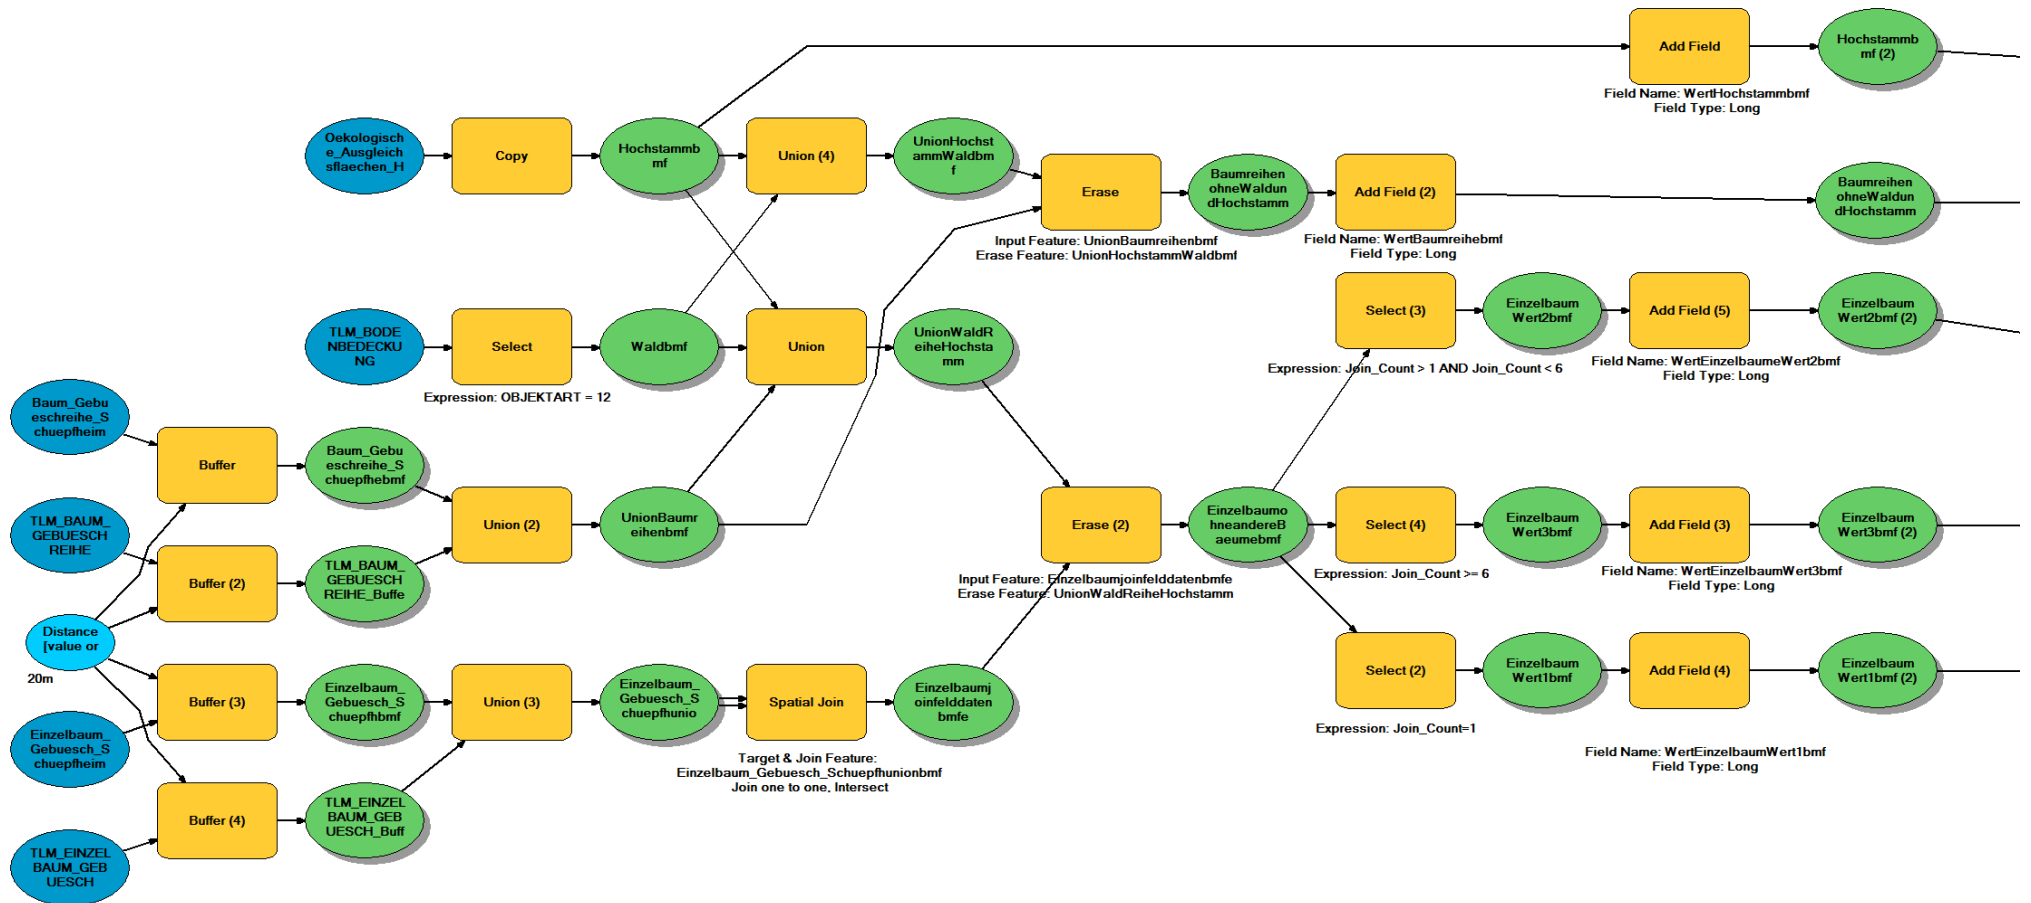 Add Field
Hochstammb
mf (2)
Field Name: WertHochstammbmf
Field Type: Long
Oekologisch
e_Ausgleich
sflaechen_H
Copy
Hochstammb
mf
Union (4)
UnionHochst
ammWaldbm
f
Erase
Input Feature: UnionBaumreihenbmf
Erase Feature: UnionHochstammWaldbmf
Baumreihen
ohneWaldun
dHochstamm
Add Field (2)
Field Name: WertBaumreihebmf
Field Type: Long
Baumreihen
ohneWaldun
dHochstamm
TLM_BODE
NBEDECKU
NG
Select
Expression: OBJEKTART = 12
Waldbmf
Union
UnionWaldR
eiheHochsta
mm
Select (3)
Expression: Join_Count > 1 AND Join_Count < 6
Einzelbaum
Wert2bmf
Add Field (5)
Field Name: WertEinzelbaumeWert2bmf
Field Type: Long
Einzelbaum
Wert2bmf (2)
Baum_Gebu
eschreihe_S
chuepfheim
Buffer
Baum_Gebu
eschreihe_S
chuepfhebmf
TLM_BAUM_
GEBUESCH
REIHE
Buffer (2)
TLM_BAUM_
GEBUESCH
REIHE_Buffe
Union (2)
UnionBaumr
eihenbmf
Erase (2)
Input Feature: Einzelbaumjoinfelddatenbmfe
Erase Feature: UnionWaldReiheHochstamm
Einzelbaumo
hneandereB
aeumebmf
Select (4)
Expression: Join_Count >= 6
Einzelbaum
Wert3bmf
Add Field (3)
Field Name: WertEinzelbaumWert3bmf
Field Type: Long
Einzelbaum
Wert3bmf (2)
Distance
[value or
20m
Buffer (3)
Einzelbaum_
Gebuesch_S
chuepfhbmf
Union (3)
Einzelbaum_
Gebuesch_S
chuepfhunio
Spatial Join
Target & Join Feature:
Einzelbaum_Gebuesch_Schuepfhunionbmf
Join one to one, Intersect
Einzelbaumj
oinfelddaten
bmfe
Select (2)
Expression: Join_Count=1
Einzelbaum
Wert1bmf
Add Field (4)
Field Name: WertEinzelbaumWert1bmf
Field Type: Long
Einzelbaum
Wert1bmf (2)
Einzelbaum_
Gebuesch_S
chuepfheim
Buffer (4)
TLM_EINZEL
BAUM_GEB
UESCH_Buff
TLM_EINZEL
BAUM_GEB
UESCH